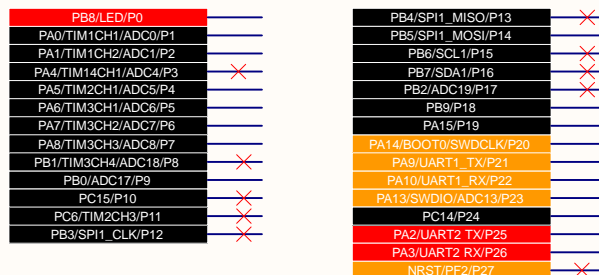 PB8/LED/P0
PA0/TIM1CH1/ADC0/P1
PA1/TIM1CH2/ADC1/P2
PA4/TIM14CH1/ADC4/P3
PA5/TIM2CH1/ADC5/P4
PA6/TIM3CH1/ADC6/P5
PA7/TIM3CH2/ADC7/P6
PA8/TIM3CH3/ADC8/P7
PB1/TIM3CH4/ADC18/P8
PB0/ADC17/P9
PC15/P10
PC6/TIM2CH3/P11
PB3/SPI1_CLK/P12
PB4/SPI1_MISO/P13
PB5/SPI1_MOSI/P14
PB6/SCL1/P15
PB7/SDA1/P16
PB2/ADC19/P17
PB9/P18
PA15/P19
PA14/BOOT0/SWDCLK/P20
PA9/UART1_TX/P21
PA10/UART1_RX/P22
PA13/SWDIO/ADC13/P23
PC14/P24
PA2/UART2 TX/P25
PA3/UART2 RX/P26
NRST/PF2/P27